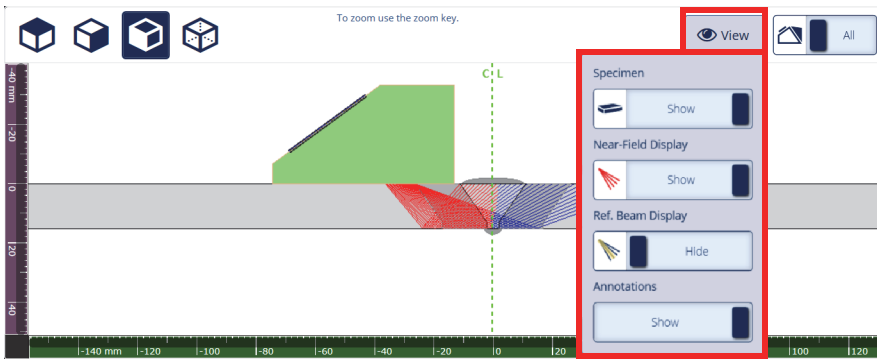 To zoom use the zoom key.
View
All
Specimen
Show
Near-Field Display
Show
Ref. Beam Display
Hide
Annotations
Show
C L
-40 mm
-20
0
20
40
-140 mm -120 -100 -80 -60 -40 -20 0 20 100 120